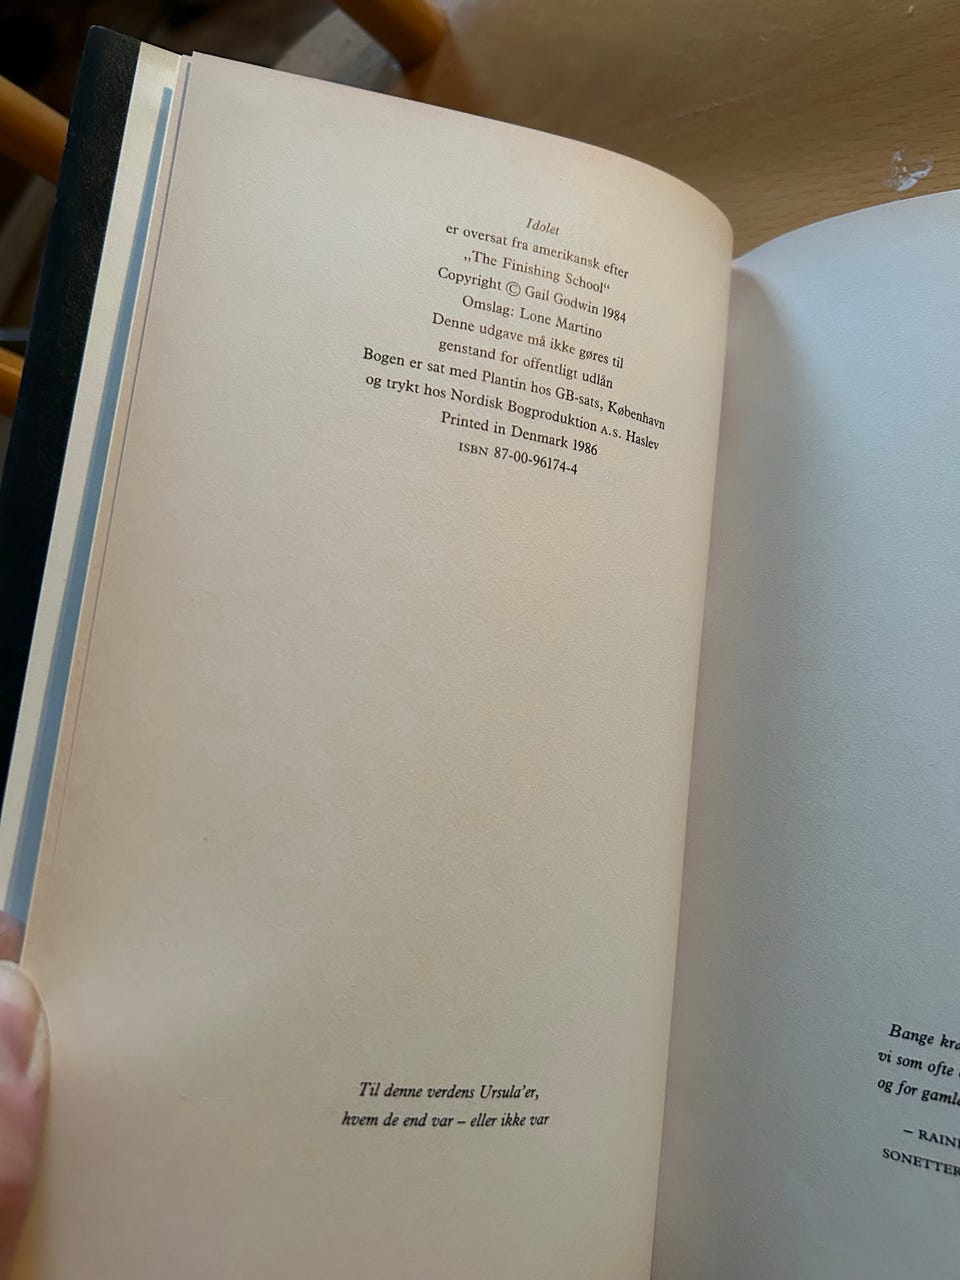 Idolet
er oversat fra amerikansk efter
„The Finishing School“
Copyright © Gail Godwin 1984
Omslag: Lone Martino
Denne udgave må ikke gøres til
genstand for offentligt udlån
Bogen er sat med Plantin hos GB-sats, København
og trykt hos Nordisk Bogproduktion A.S. Haslev
Printed in Denmark 1986
ISBN 87-00-96174-4
Til denne verdens Ursula’er,
hvem de end var – eller ikke var
Bange
vi som ofte
og for
–